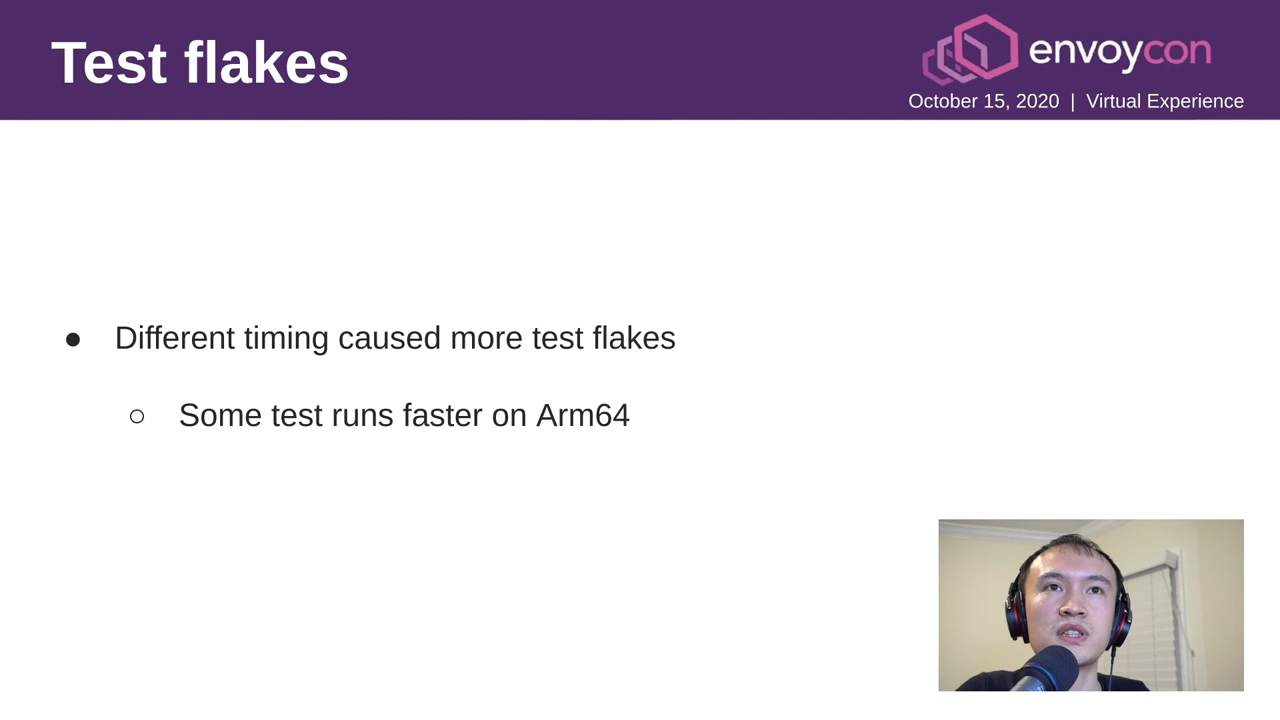 Test flakes
envoycon
October 15, 2020 | Virtual Experience
● Different timing caused more test flakes
○ Some test runs faster on Arm64